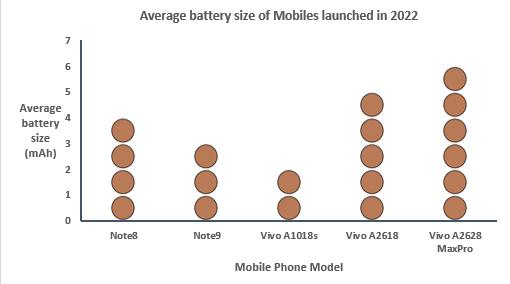 Average battery size of Mobiles launched in 2022
7
6
5
4
3
2
1
0
Average
battery
size
(mAh)
Note8
Note9
Vivo A1018s
Vivo A2618
Vivo A2628
MaxPro
Mobile Phone Model